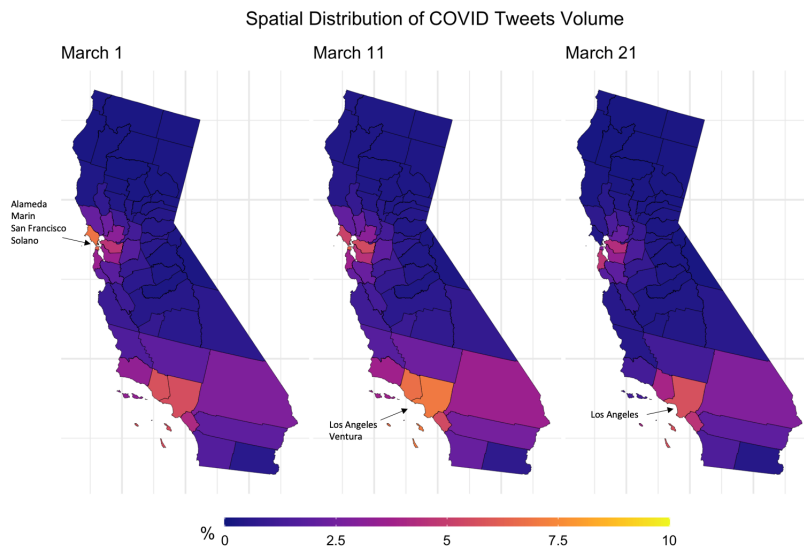 Spatial Distribution of COVID Tweets Volume
March 1
March 11
March 21
Alameda
Marin
San Francisco
Solano
Los Angeles
Ventura
Los Angeles
%
0
2.5
5
7.5
10